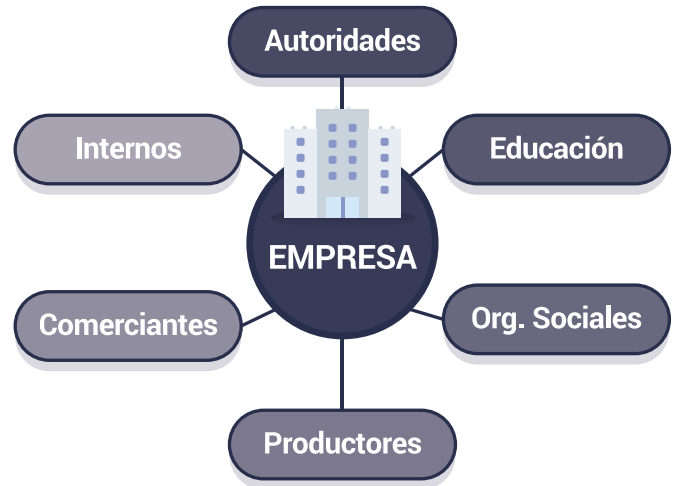 Autoridades
Internos
Educación
EMPRESA
Comerciantes
Org. Sociales
Productores